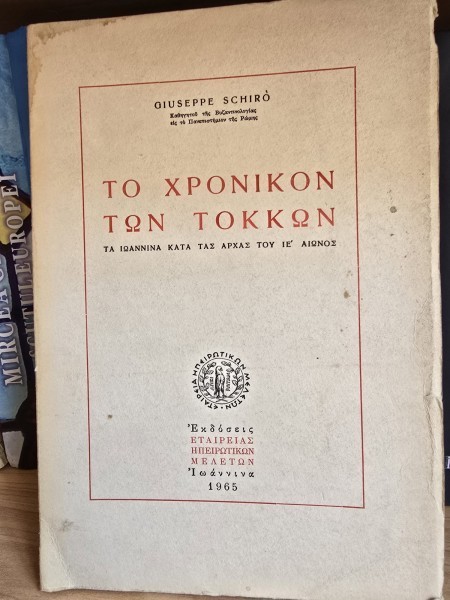 GIUSEPPE SCHIRÒ
Καθηγητοῦ τῆς Βυζαντινολογίας
εἰς τὸ Πανεπιστήμιον τῆς Ρώμης
ΤΟ ΧΡΟΝΙΚΟΝ
ΤΩΝ ΤΟΚΚΩΝ
ΤΑ ΙΩΑΝΝΙΝΑ ΚΑΤΑ ΤΑΣ ΑΡΧΑΣ ΤΟΥ ΙΕ' ΑΙΩΝΟΣ
ΕΤΑΙΡΕΙΑ ΗΠΕΙΡΩΤΙΚΩΝ ΜΕΛΕΤΩΝ
Ἐκδόσεις
ΕΤΑΙΡΕΙΑΣ
ΗΠΕΙΡΩΤΙΚΩΝ
ΜΕΛΕΤΩΝ
Ἰωάννινα
1965
MIRCEA
EUROPEI